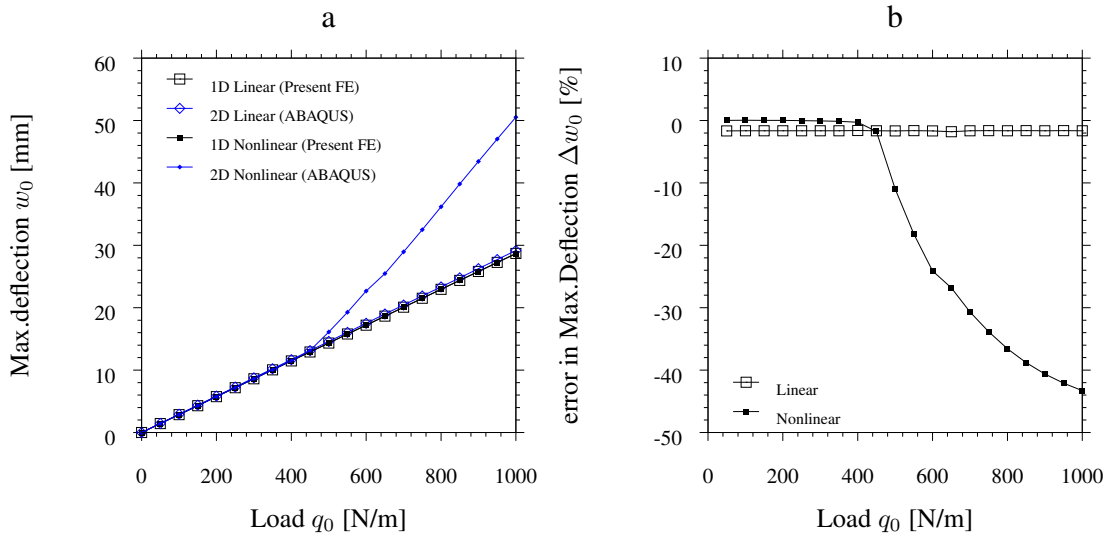 a
Max.deflection w0 [mm]
60
50
40
30
20
10
0
1D Linear (Present FE)
2D Linear (ABAQUS)
1D Nonlinear (Present FE)
2D Nonlinear (ABAQUS)
0 200 400 600 800 1000
Load q0 [N/m]
b
error in Max.Deflection Δw0 [%]
10
0
-10
-20
-30
-40
-50
Linear
Nonlinear
0 200 400 600 800 1000
Load q0 [N/m]